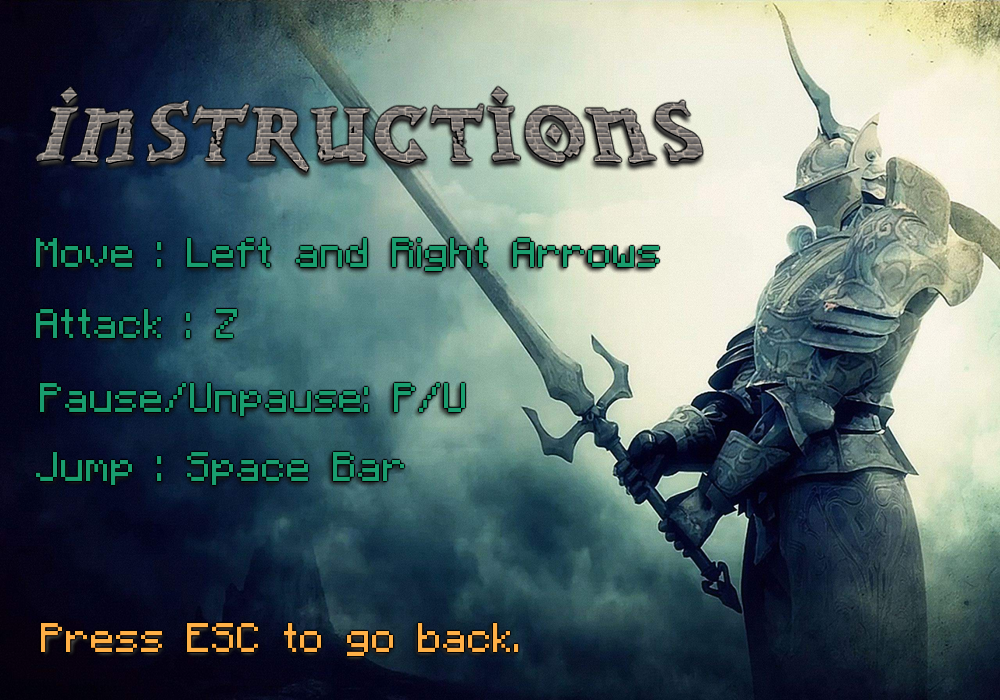 Instructions
Move : Left and Right Arrows
Attack : Z
Pause/Unpause: P/U
Jump : Space Bar
Press ESC to go back.